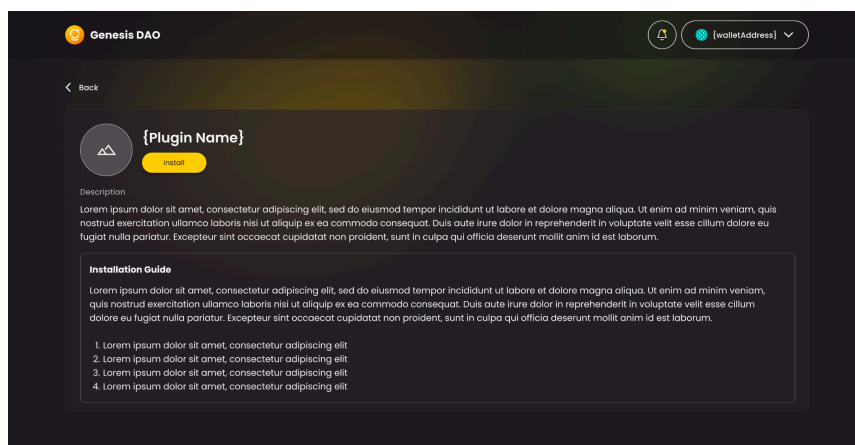 Genesis DAO
{walletAddress}
Back
{Plugin Name}
Install
Description
Lorem ipsum dolor sit amet, consectetur adipiscing elit, sed do eiusmod tempor incididunt ut labore et dolore magna aliqua. Ut enim ad minim veniam, quis
nostrud exercitation ullamco laboris nisi ut aliquip ex ea commodo consequat. Duis aute irure dolor in reprehenderit in voluptate velit esse cillum dolore eu
fugiat nulla pariatur. Excepteur sint occaecat cupidatat non proident, sunt in culpa qui officia deserunt mollit anim id est laborum.
Installation Guide
Lorem ipsum dolor sit amet, consectetur adipiscing elit, sed do eiusmod tempor incididunt ut labore et dolore magna aliqua. Ut enim ad minim veniam,
quis nostrud exercitation ullamco laboris nisi ut aliquip ex ea commodo consequat. Duis aute irure dolor in reprehenderit in voluptate velit esse cillum
dolore eu fugiat nulla pariatur. Excepteur sint occaecat cupidatat non proident, sunt in culpa qui officia deserunt mollit anim id est laborum.
1. Lorem ipsum dolor sit amet, consectetur adipiscing elit
2. Lorem ipsum dolor sit amet, consectetur adipiscing elit
3. Lorem ipsum dolor sit amet, consectetur adipiscing elit
4. Lorem ipsum dolor sit amet, consectetur adipiscing elit